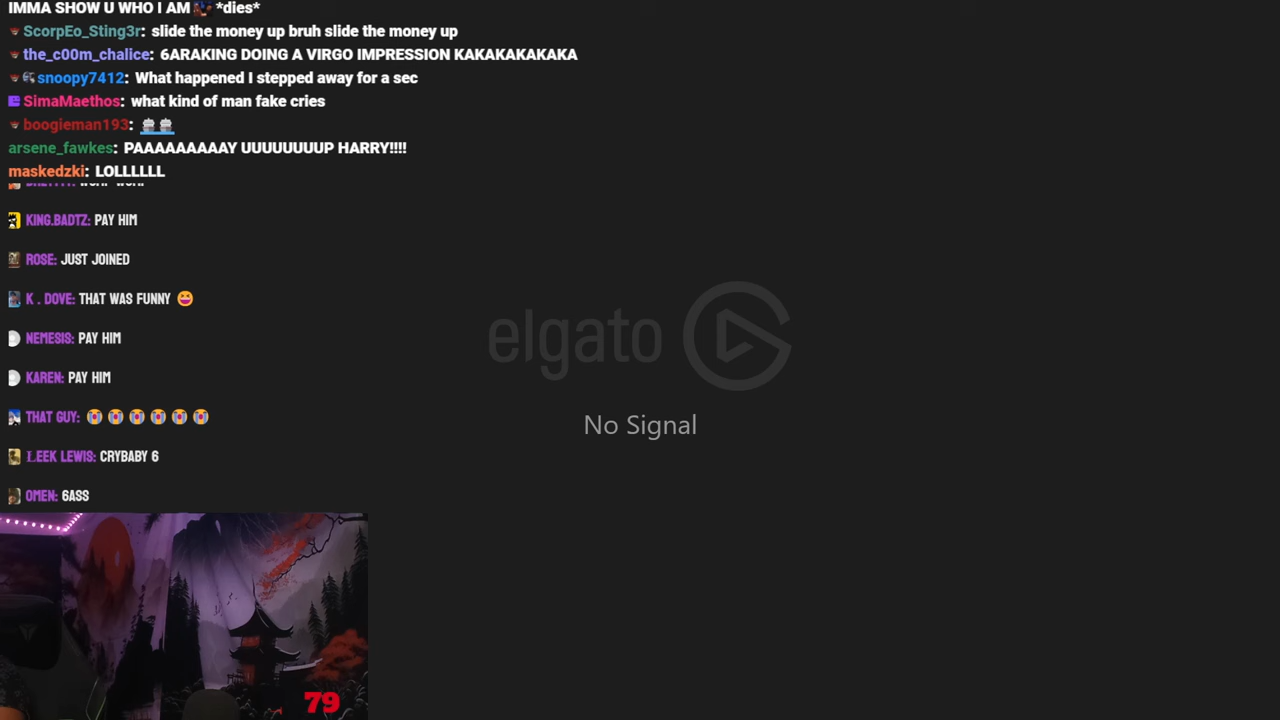 IMMA SHOW U WHO I AM *dies*
ScorpEo_Sting3r: slide the money up bruh slide the money up
the_c00m_chalice: 6ARAKING DOING A VIRGO IMPRESSION KAKAKAKAKAKA
snoopy7412: What happened I stepped away for a sec
SimaMaethos: what kind of man fake cries
boogieman193:
arsene_fawkes: PAAAAAAAAAY UUUUUUUUP HARRY!!!!
maskedzki: LOLLLLLL
KING.BADTZ: PAY HIM
ROSE: JUST JOINED
K . DOVE: THAT WAS FUNNY 😆
NEMESIS: PAY HIM
KAREN: PAY HIM
THAT GUY: 😭 😭 😭 😭 😭 😭
LEEK LEWIS: CRYBABY 6
OMEN: 6ASS
elgato
No Signal
79